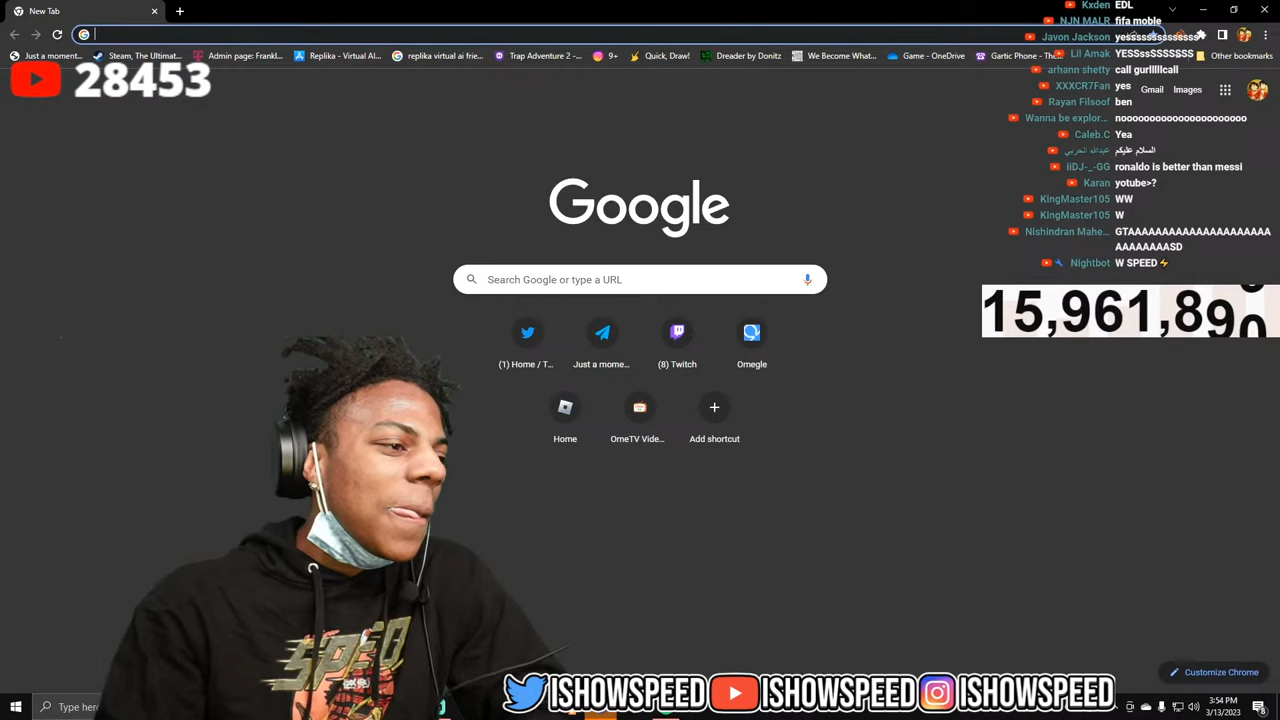 New Tab
Just a moment...
Steam, The Ultimat...
Admin page: Frankl...
Replika - Virtual AI...
replika virtual ai frie...
Trap Adventure 2 -...
9+
Quick, Draw!
Dreader by Donitz
We Become What...
Game - OneDrive
Gartic Phone - The...
Other bookmarks
28453
Gmail
Images
Google
Search Google or type a URL
(1) Home / T...
Just a mome...
(8) Twitch
Omegle
Home
OmeTV Vide...
Add shortcut
Kxden EDL
NJN MALR fifa moble
Javon Jackson
Lil Amak YESSssSSSSSSS
arhann shetty call gurlllllcall
XXXCR7Fan yes
Rayan Filsoof ben
Wanna be explor... nooooooooooooooooooooooo
Caleb.C Yea
عبدالله الحربي السلام عليكم
iiDJ-_-GG ronaldo is better than messi
Karan yotube>?
KingMaster105 WW
KingMaster105 W
Nishindran Mahe... GTAAAAAAAAAAAAAAAAAAAAA
AAAAAAAAASD
Nightbot W SPEED
15,961,8
SPEED
Customize Chrome
ISHOWSPEED
ISHOWSPEED
ISHOWSPEED
Type here
3:54 PM
3/13/2023